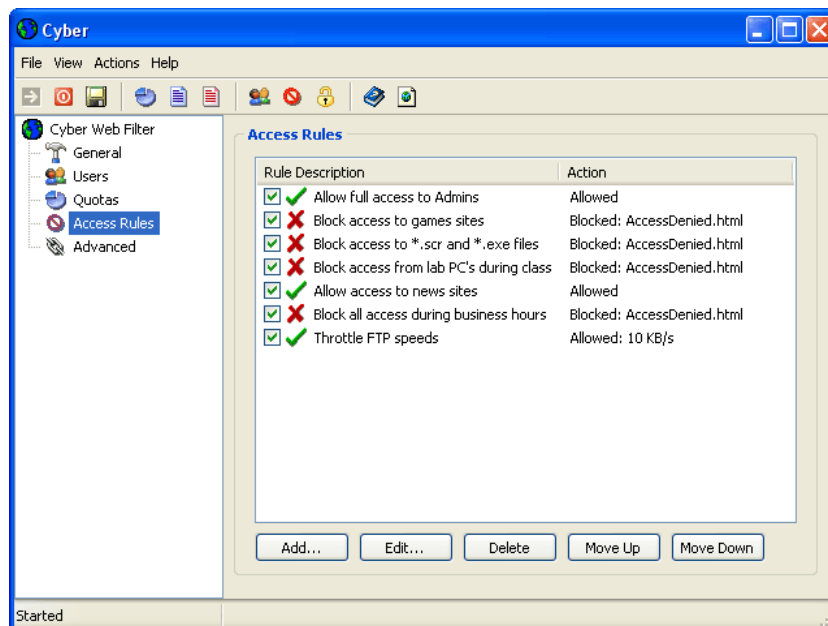 Cyber
File View Actions Help
Cyber Web Filter
General
Users
Quotas
Access Rules
Advanced
Access Rules
Rule Description Action
Allow full access to Admins Allowed
Block access to games sites Blocked: AccessDenied.html
Block access to *.scr and *.exe files Blocked: AccessDenied.html
Block access from lab PC's during class Blocked: AccessDenied.html
Allow access to news sites Allowed
Block all access during business hours Blocked: AccessDenied.html
Throttle FTP speeds Allowed: 10 KB/s
Add... Edit... Delete Move Up Move Down
Started